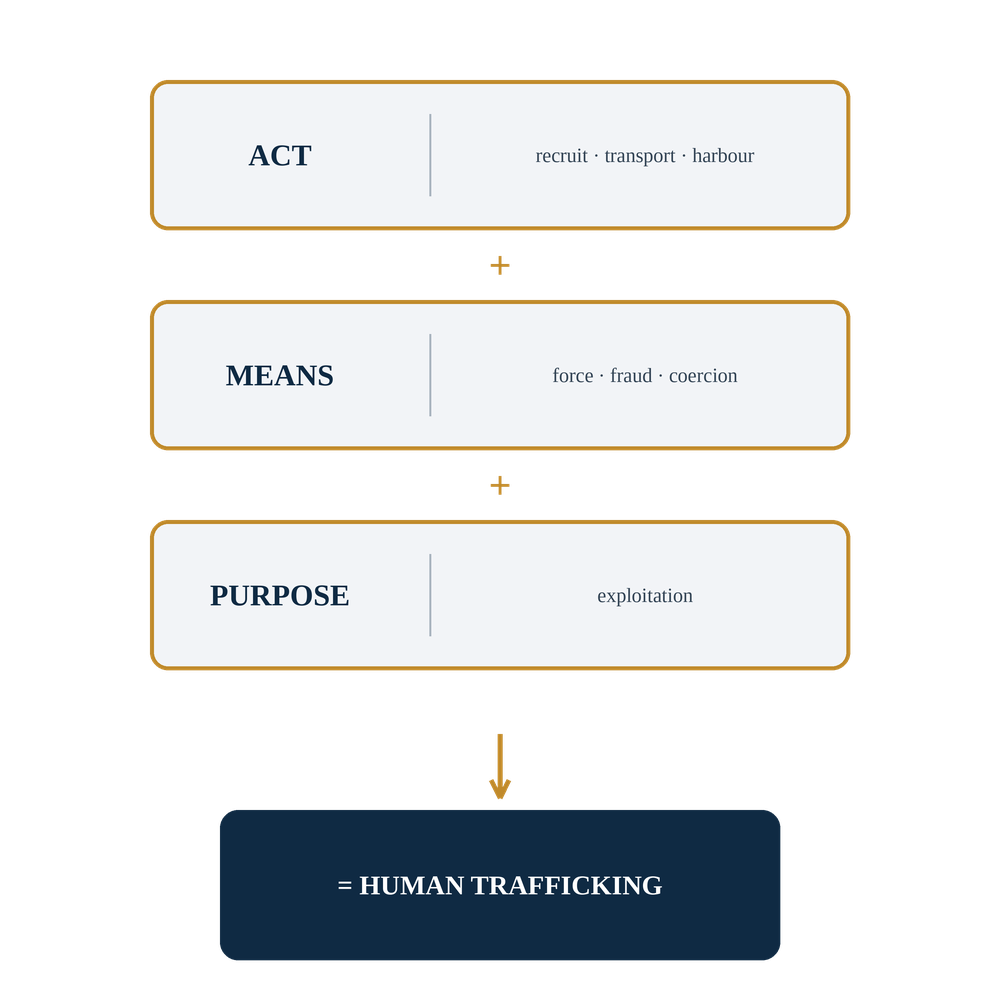 ACT
recruit · transport · harbour
+
MEANS
force · fraud · coercion
+
PURPOSE
exploitation
= HUMAN TRAFFICKING